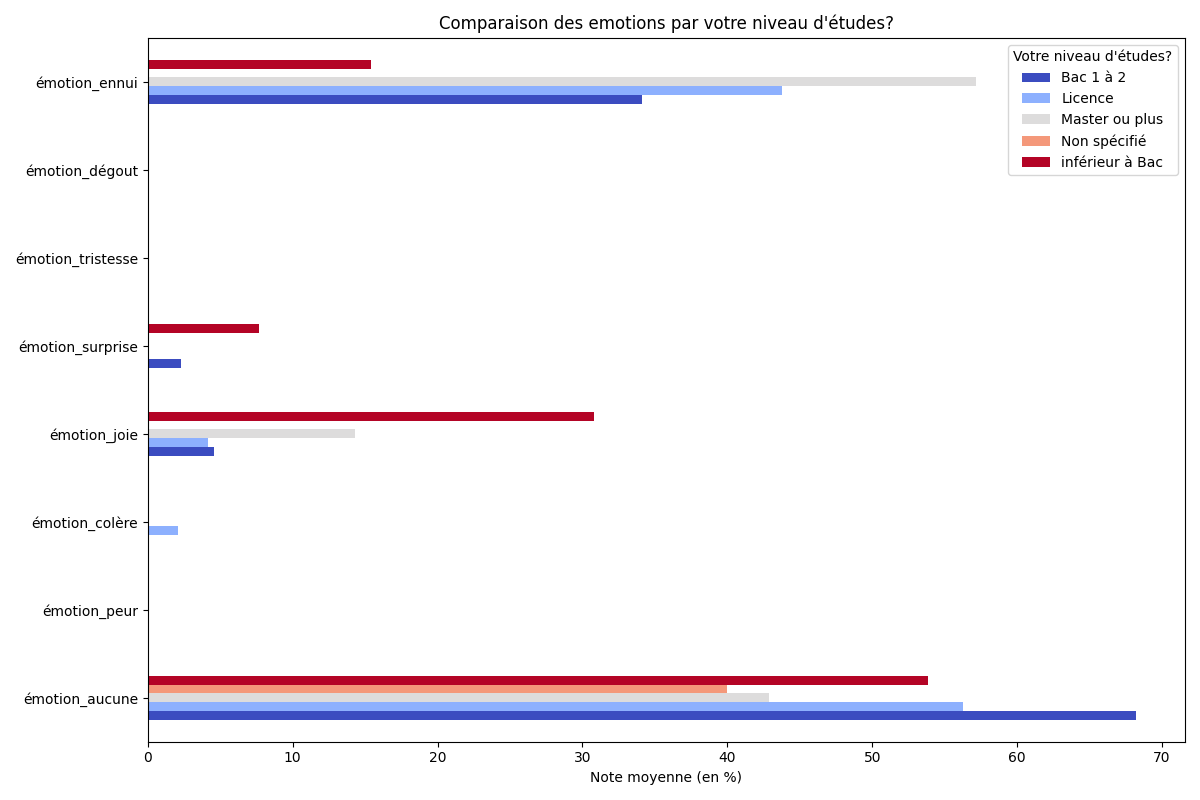 Comparaison des emotions par votre niveau d'études?
émotion_ennui
émotion_dégout
émotion_tristesse
émotion_surprise
émotion_joie
émotion_colère
émotion_peur
émotion_aucune
Votre niveau d'études?
Bac 1 à 2
Licence
Master ou plus
Non spécifié
inférieur à Bac
0 10 20 30 40 50 60 70
Note moyenne (en %)